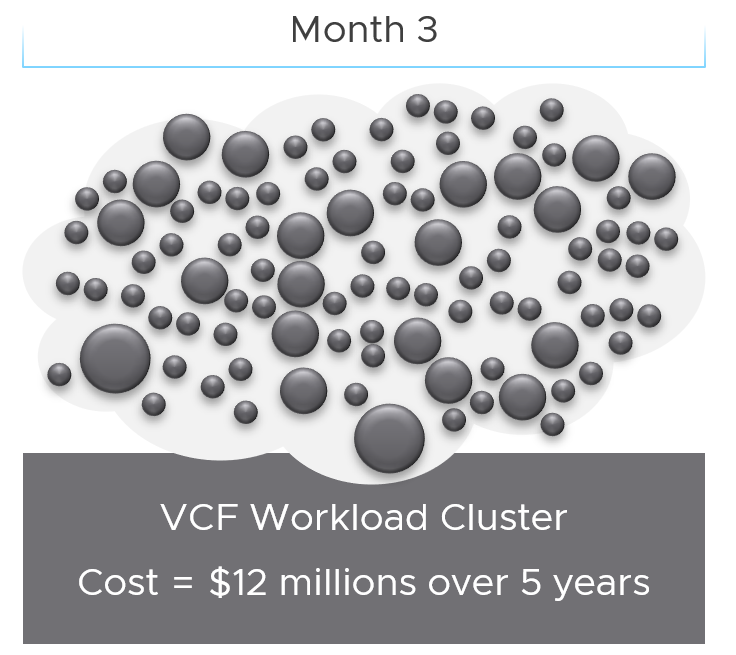 Month 3
VCF Workload Cluster
Cost = $12 millions over 5 years